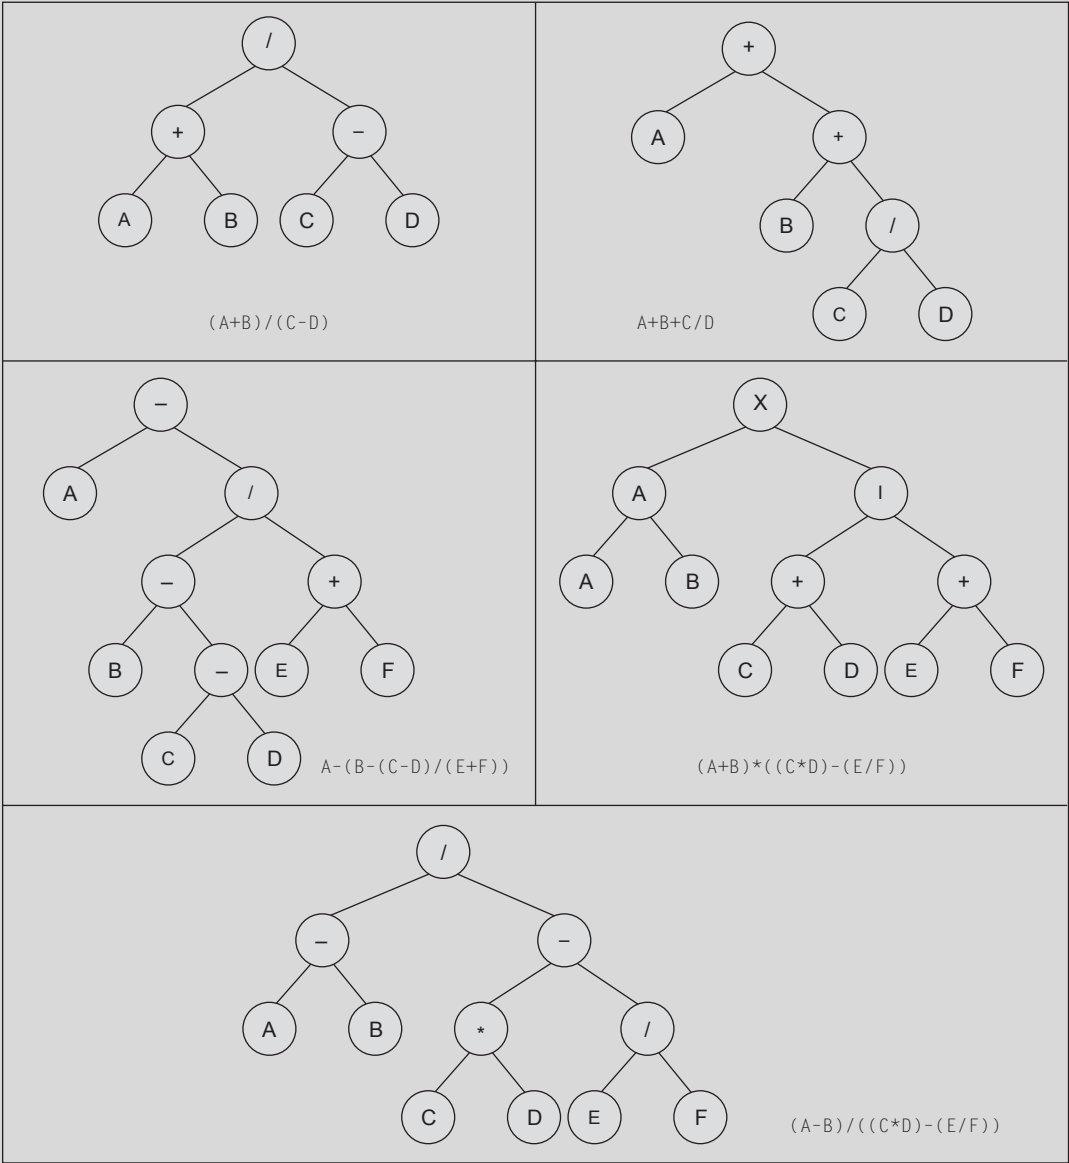 /
+ –
A B C D
(A+B)/(C-D)
+
A +
B /
C D
A+B+C/D
–
A /
– +
B – E F
C D
A-(B-(C-D)/(E+F))
X
A I
A B + +
C D E F
(A+B)*((C*D)-(E/F))
/
– –
A B * /
C D E F
(A-B)/((C*D)-(E/F))